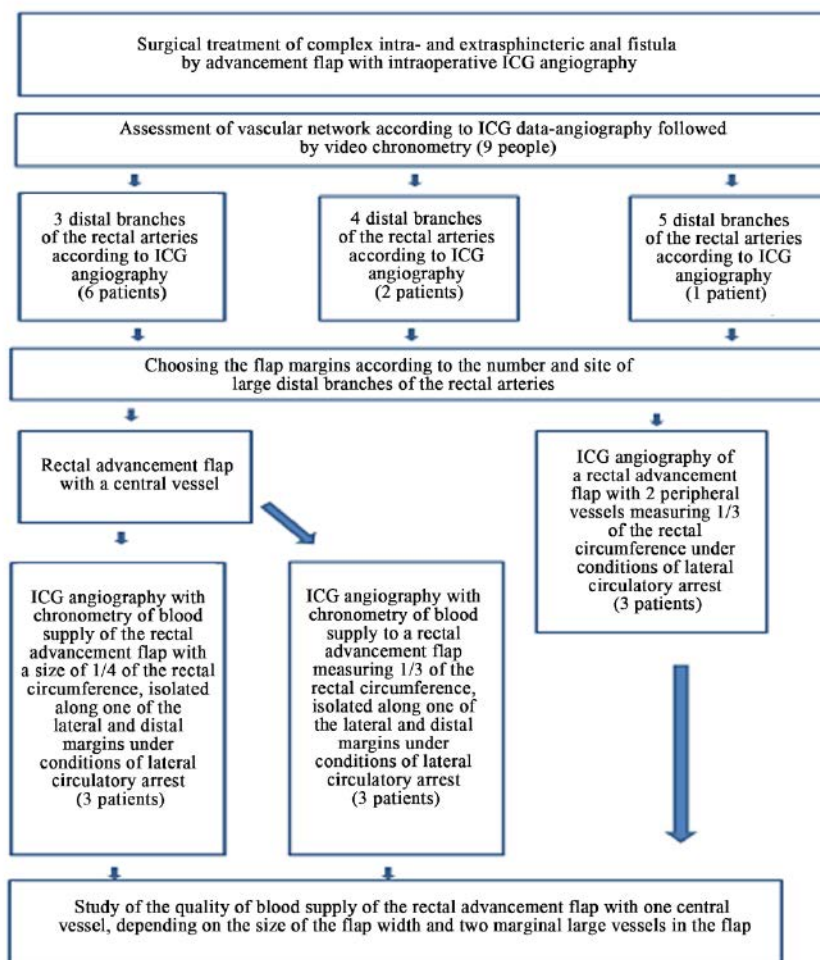 Surgical treatment of complex intra- and extrasphincteric anal fistula
by advancement flap with intraoperative ICG angiography
Assessment of vascular network according to ICG data-angiography followed
by video chronometry (9 people)
3 distal branches
of the rectal arteries
according to ICG
angiography
(6 patients)
4 distal branches
of the rectal arteries
according to ICG
angiography
(2 patients)
5 distal branches
of the rectal arteries
according to ICG
angiography
(1 patient)
Choosing the flap margins according to the number and site of
large distal branches of the rectal arteries
Rectal advancement flap
with a central vessel
ICG angiography of
a rectal advancement
flap with 2 peripheral
vessels measuring 1/3
of the rectal
circumference under
conditions of lateral
circulatory arrest
(3 patients)
ICG angiography with
chronometry of blood
supply of the rectal
advancement flap with
a size of 1/4 of the rectal
circumference, isolated
along one of the
lateral and distal
margins under
conditions of lateral
circulatory arrest
(3 patients)
ICG angiography with
chronometry of blood
supply to a rectal
advancement flap
measuring 1/3 of the
rectal circumference,
isolated along one of
the lateral and distal
margins under
conditions of lateral
circulatory arrest
(3 patients)
Study of the quality of blood supply of the rectal advancement flap with one central
vessel, depending on the size of the flap width and two marginal large vessels in the flap